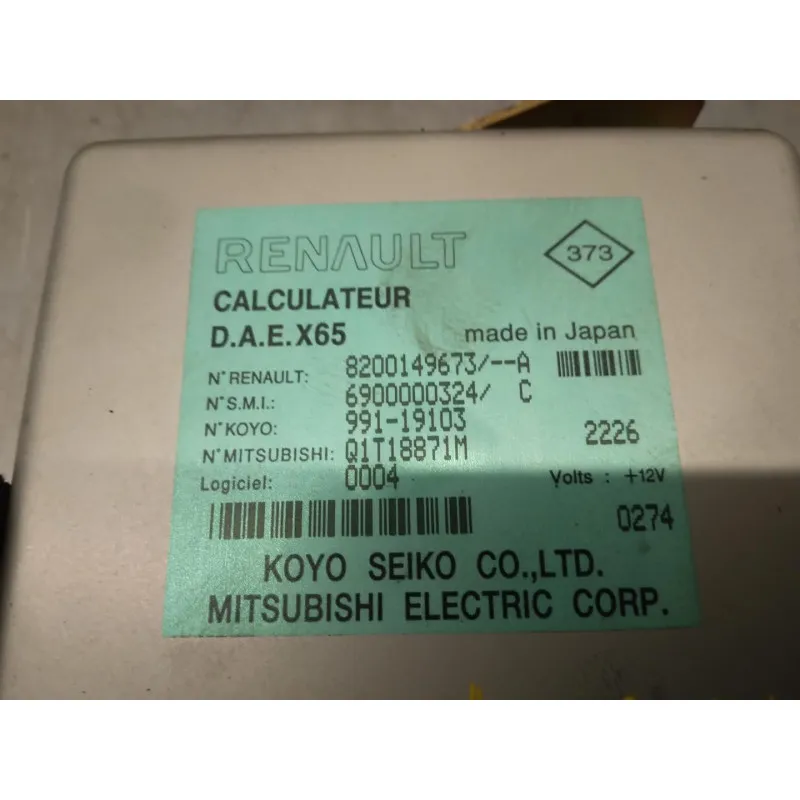 RENAULT
373
CALCULATEUR
D.A.E.X65
made in Japan
N° RENAULT: 8200149673/--A
N° S.M.I.: 6900000324/ C
N° KOYO: 991-19103
2226
N° MITSUBISHI: Q1T18871M
Logiciel: 0004
Volts : +12V
0274
KOYO SEIKO CO.,LTD.
MITSUBISHI ELECTRIC CORP.